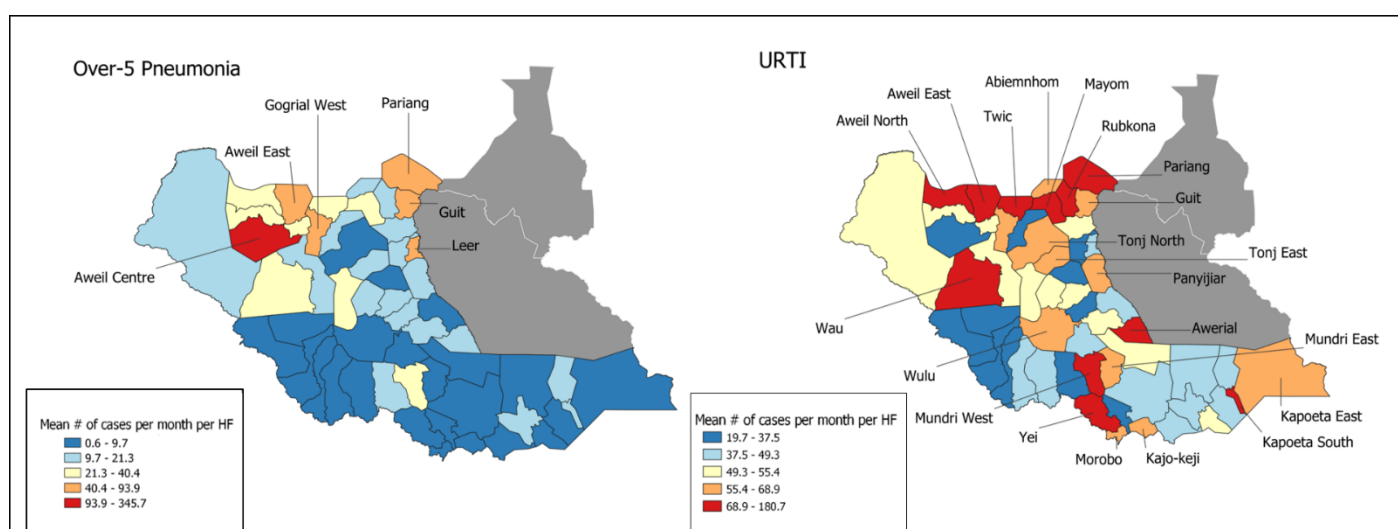 Over-5 Pneumonia
Gogrial West
Pariang
Aweil East
Guit
Leer
Aweil Centre
Mean # of cases per month per HF
0.6 - 9.7
9.7 - 21.3
21.3 - 40.4
40.4 - 93.9
93.9 - 345.7
URTI
Abiemnhom
Mayom
Aweil East
Twic
Rubkona
Aweil North
Pariang
Guit
Tonj North
Tonj East
Panyijiar
Wau
Awerial
Mundri East
Wulu
Mundri West
Kapoeta East
Yei
Kapoeta South
Morobo
Kajo-keji
Mean # of cases per month per HF
19.7 - 37.5
37.5 - 49.3
49.3 - 55.4
55.4 - 68.9
68.9 - 180.7